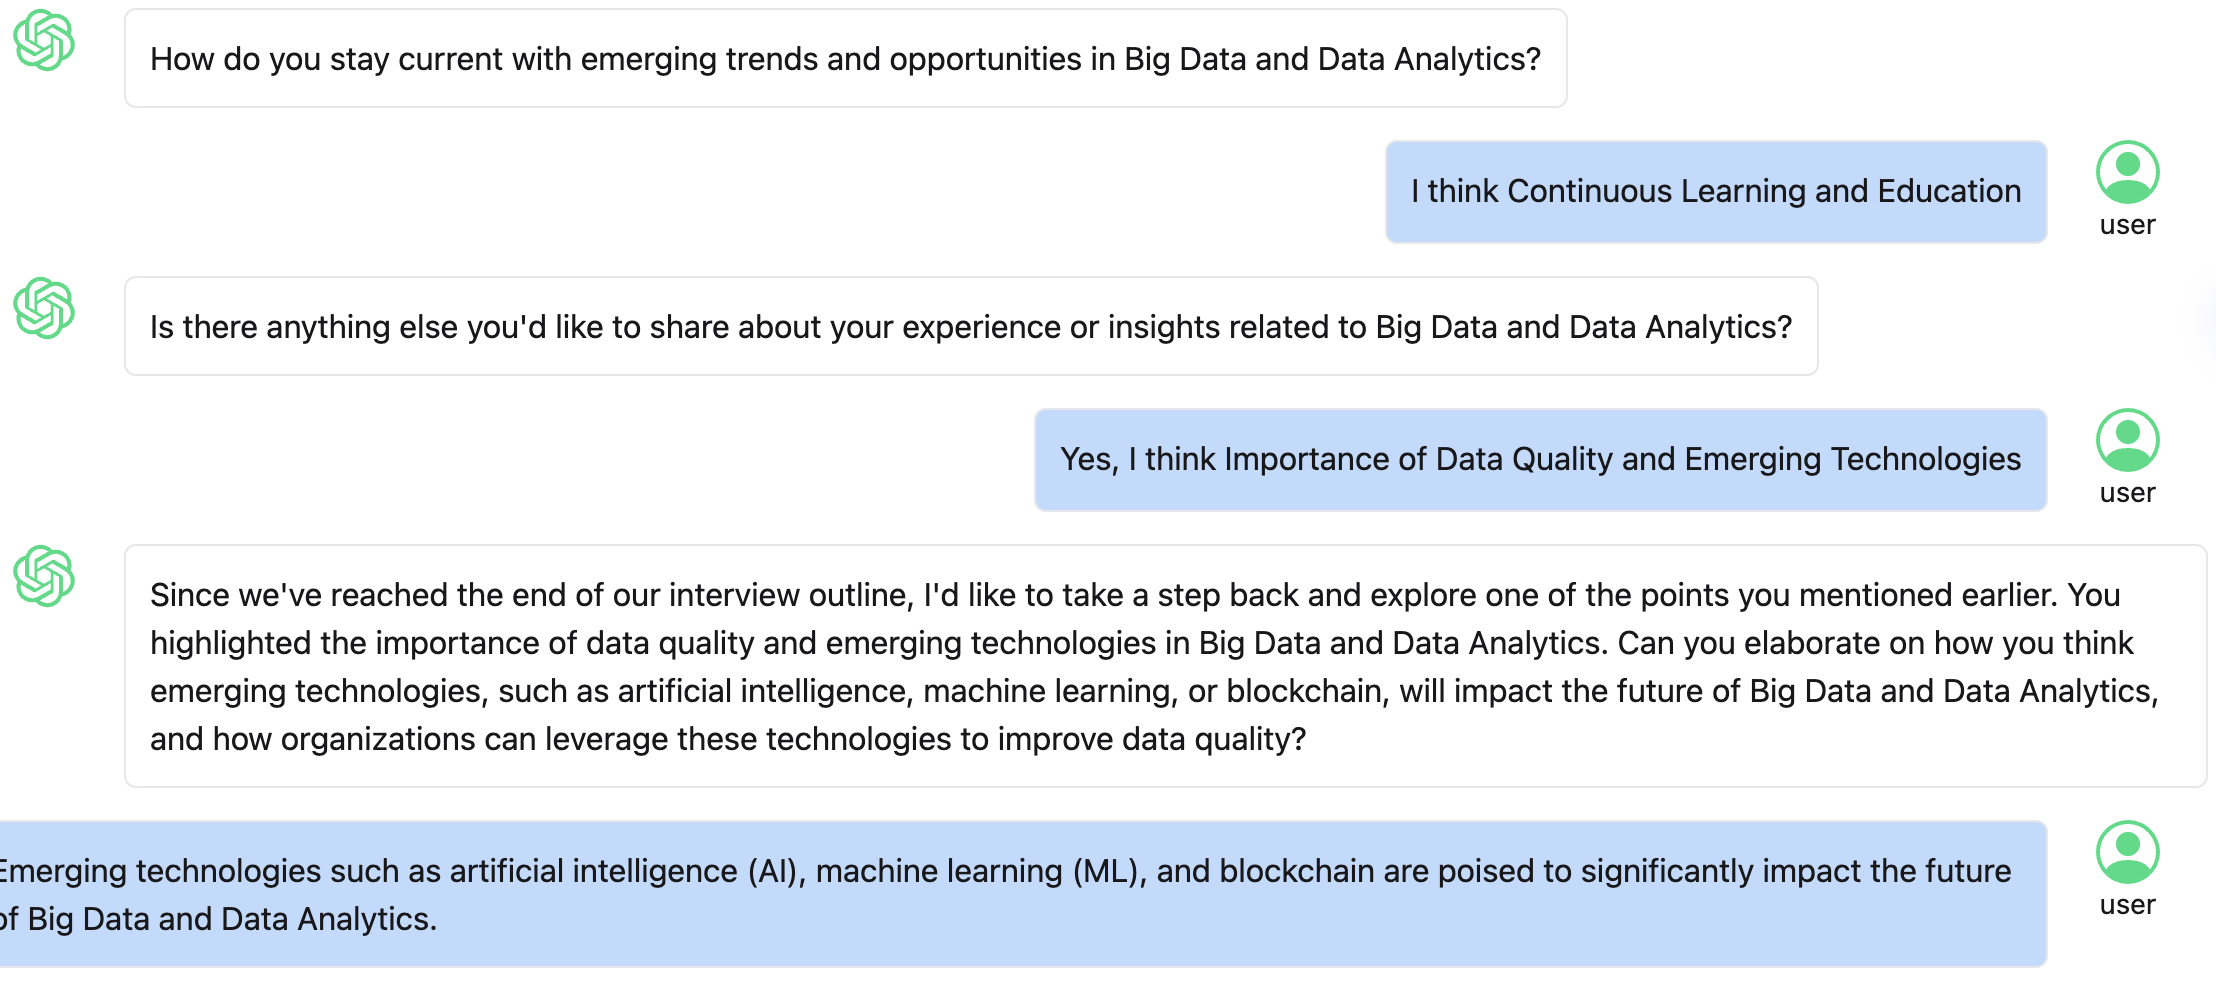 How do you stay current with emerging trends and opportunities in Big Data and Data Analytics?
I think Continuous Learning and Education
user
Is there anything else you'd like to share about your experience or insights related to Big Data and Data Analytics?
Yes, I think Importance of Data Quality and Emerging Technologies
user
Since we've reached the end of our interview outline, I'd like to take a step back and explore one of the points you mentioned earlier. You
highlighted the importance of data quality and emerging technologies in Big Data and Data Analytics. Can you elaborate on how you think
emerging technologies, such as artificial intelligence, machine learning, or blockchain, will impact the future of Big Data and Data Analytics,
and how organizations can leverage these technologies to improve data quality?
Emerging technologies such as artificial intelligence (AI), machine learning (ML), and blockchain are poised to significantly impact the future
of Big Data and Data Analytics.
user